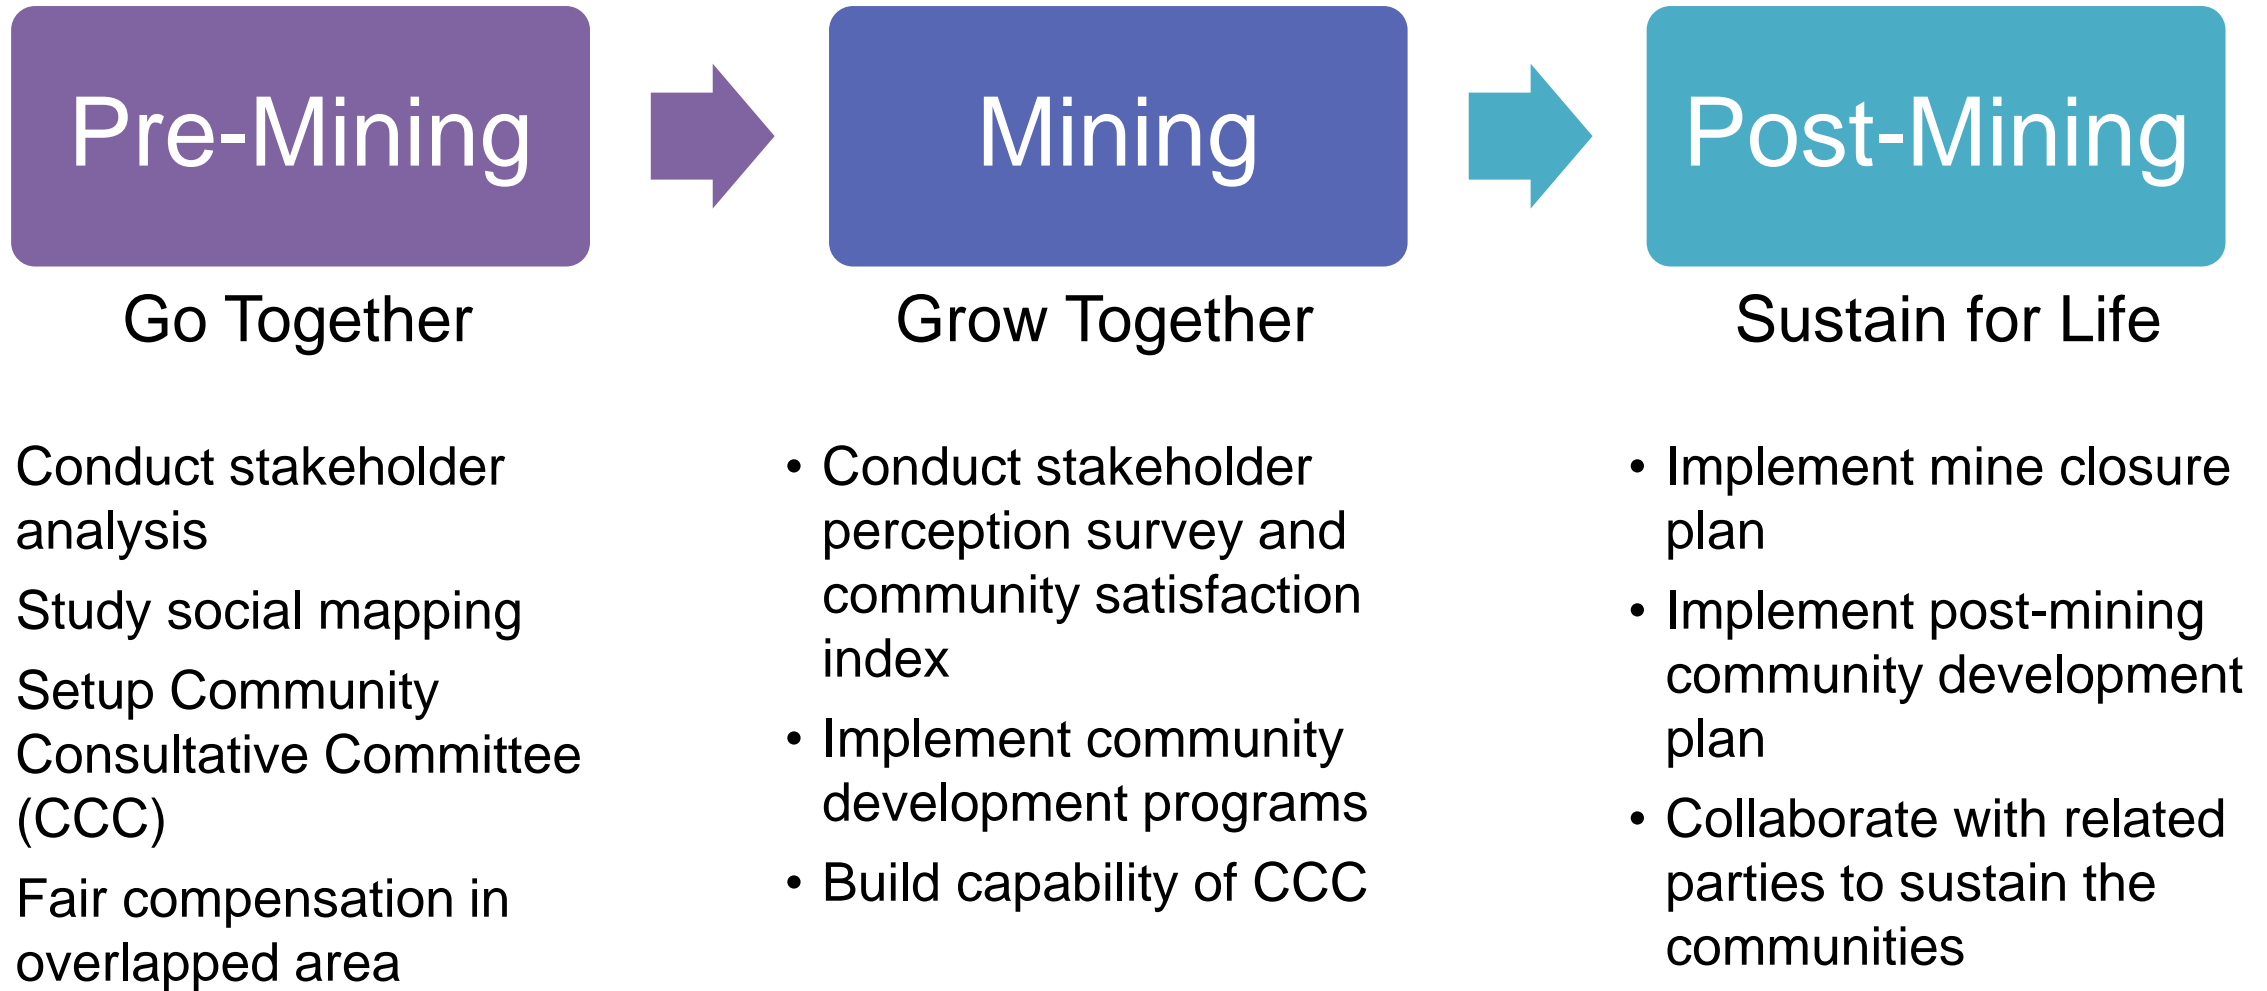 Pre-Mining
Go Together
Conduct stakeholder
analysis
Study social mapping
Setup Community
Consultative Committee
(CCC)
Fair compensation in
overlapped area
Mining
Grow Together
• Conduct stakeholder
perception survey and
community satisfaction
index
• Implement community
development programs
• Build capability of CCC
Post-Mining
Sustain for Life
• Implement mine closure
plan
• Implement post-mining
community development
plan
• Collaborate with related
parties to sustain the
communities